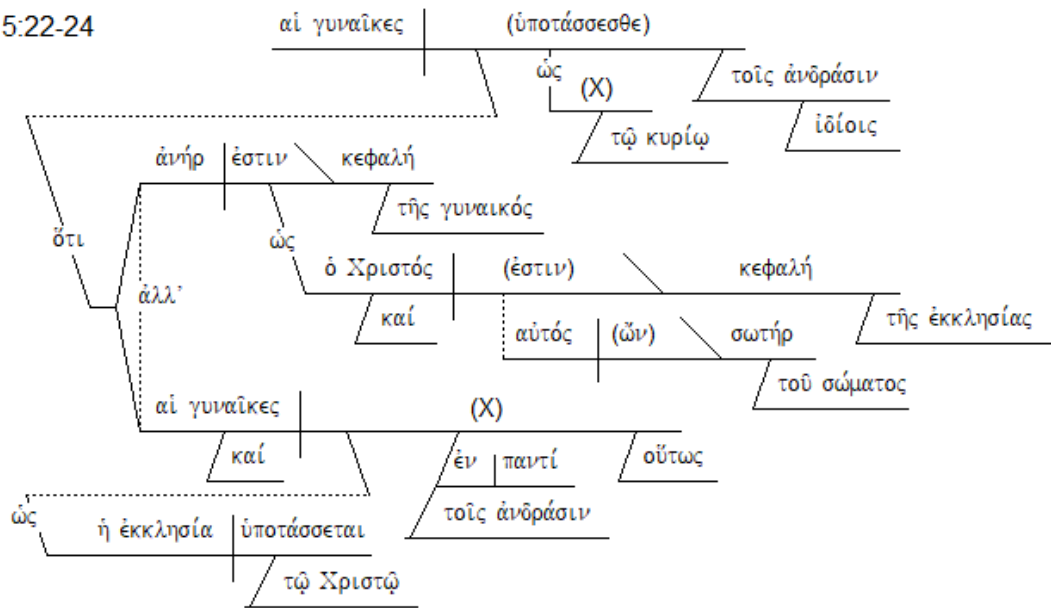 5:22-24
αἱ γυναῖκες (ὑποτάσσεσθε)
ὡς
(X)
τοῖς ἀνδράσιν
τῷ κυρίῳ
ἰδίοις
ἀνήρ ἐστιν κεφαλή
τῆς γυναικός
ὅτι
ὡς
ὁ Χριστός (ἐστιν) κεφαλή
ἀλλ'
καί
τῆς ἐκκλησίας
αὐτός (ὤν) σωτήρ
τοῦ σώματος
αἱ γυναῖκες (X)
καί
ἐν παντί
οὕτως
τοῖς ἀνδράσιν
ὡς
ἡ ἐκκλησία ὑποτάσσεται
τῷ Χριστῷ